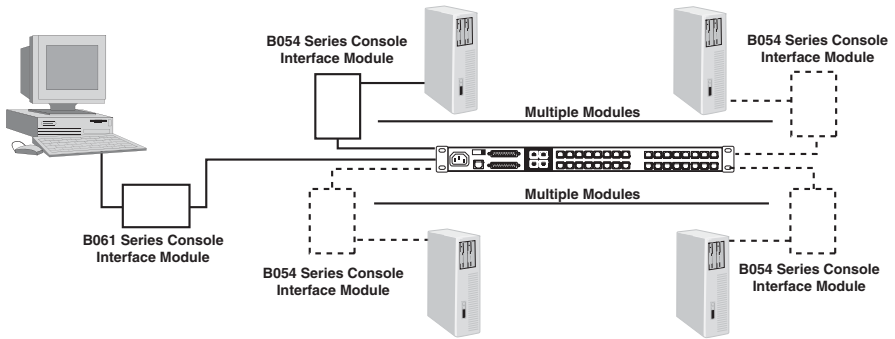 B054 Series Console
Interface Module
B054 Series Console
Interface Module
Multiple Modules
Multiple Modules
B061 Series Console
Interface Module
B054 Series Console
Interface Module
B054 Series Console
Interface Module